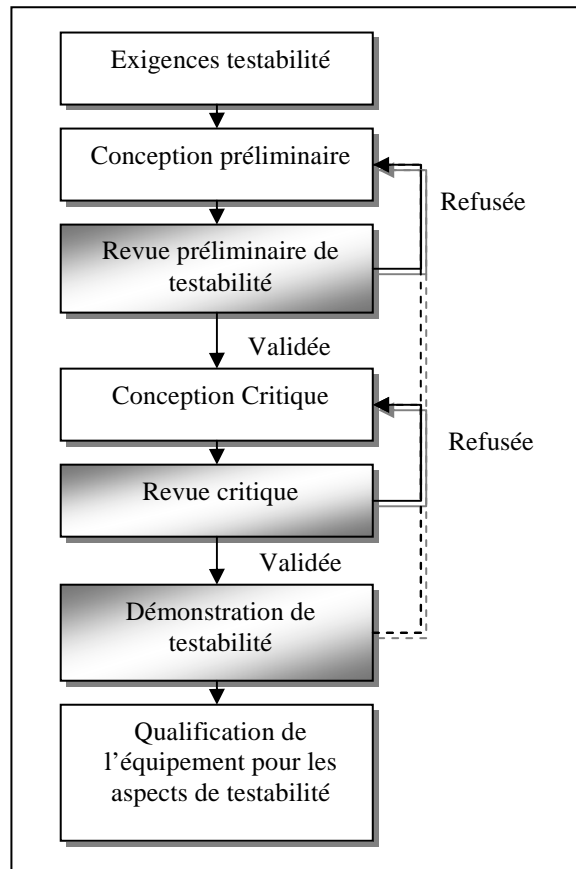 Exigences testabilité
Conception préliminaire
Refusée
Revue préliminaire de
testabilité
Validée
Conception Critique
Refusée
Revue critique
Validée
Démonstration de
testabilité
Qualification de
l’équipement pour les
aspects de testabilité